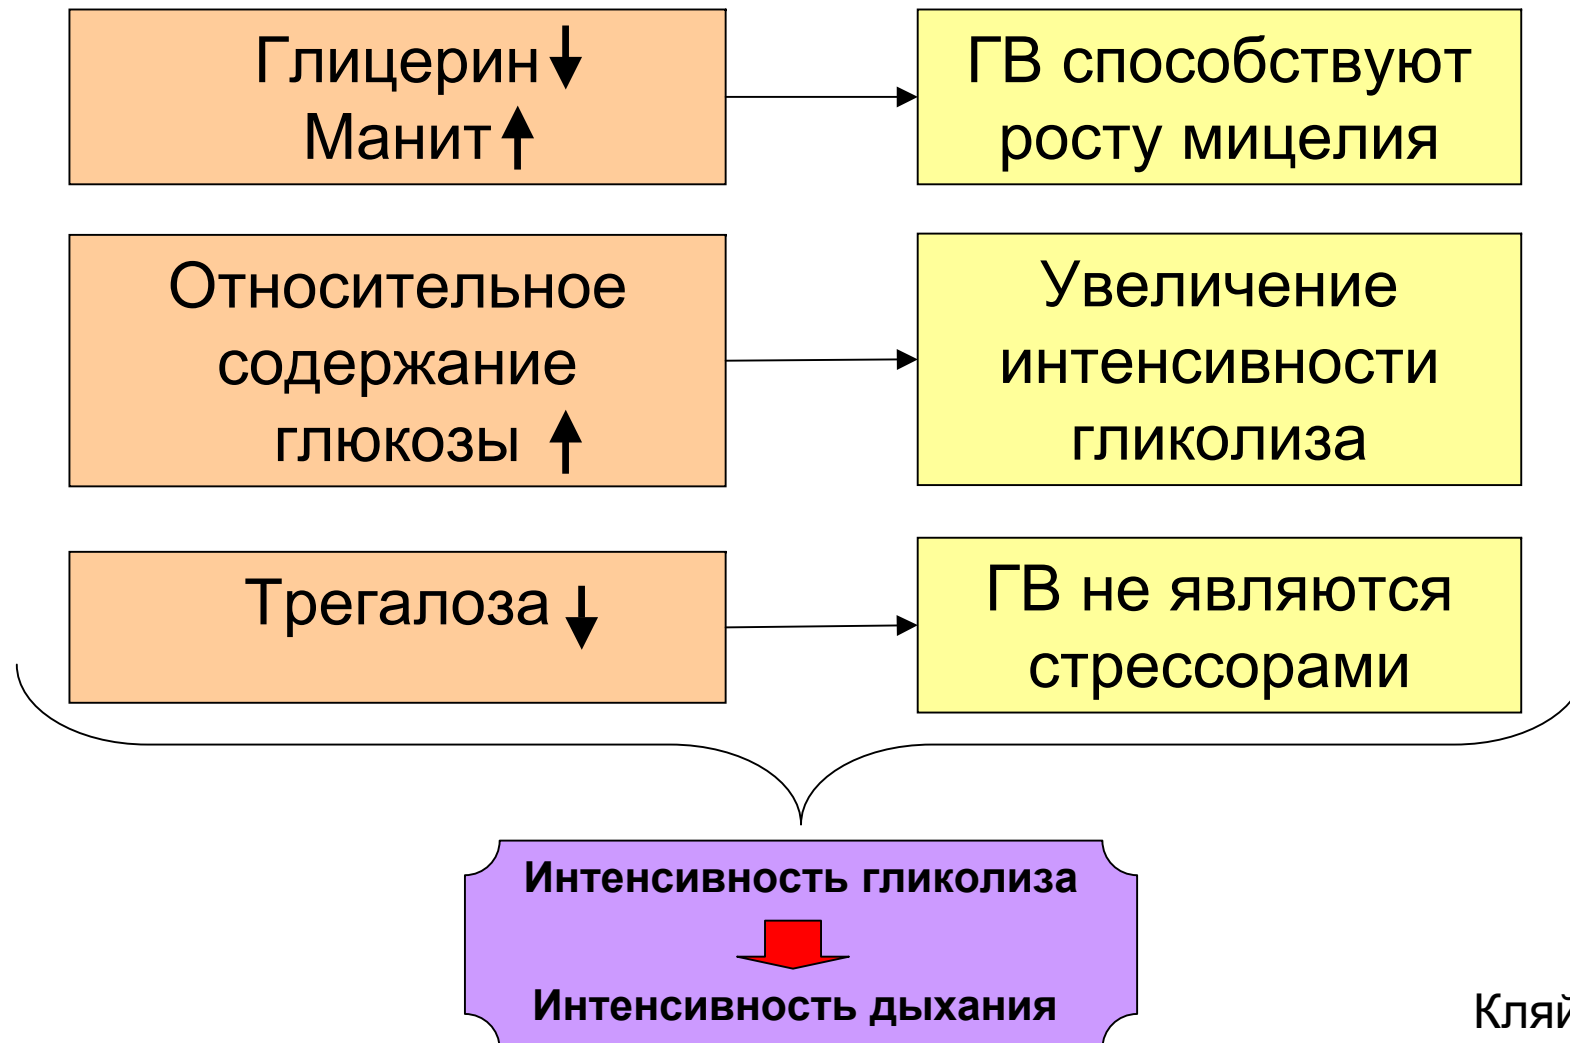 Глицерин
Манит
ГВ способствуют
росту мицелия
Относительное
содержание
глюкозы
Увеличение
интенсивности
гликолиза
Трегалоза
ГВ не являются
стрессорами
Интенсивность гликолиза
Интенсивность дыхания